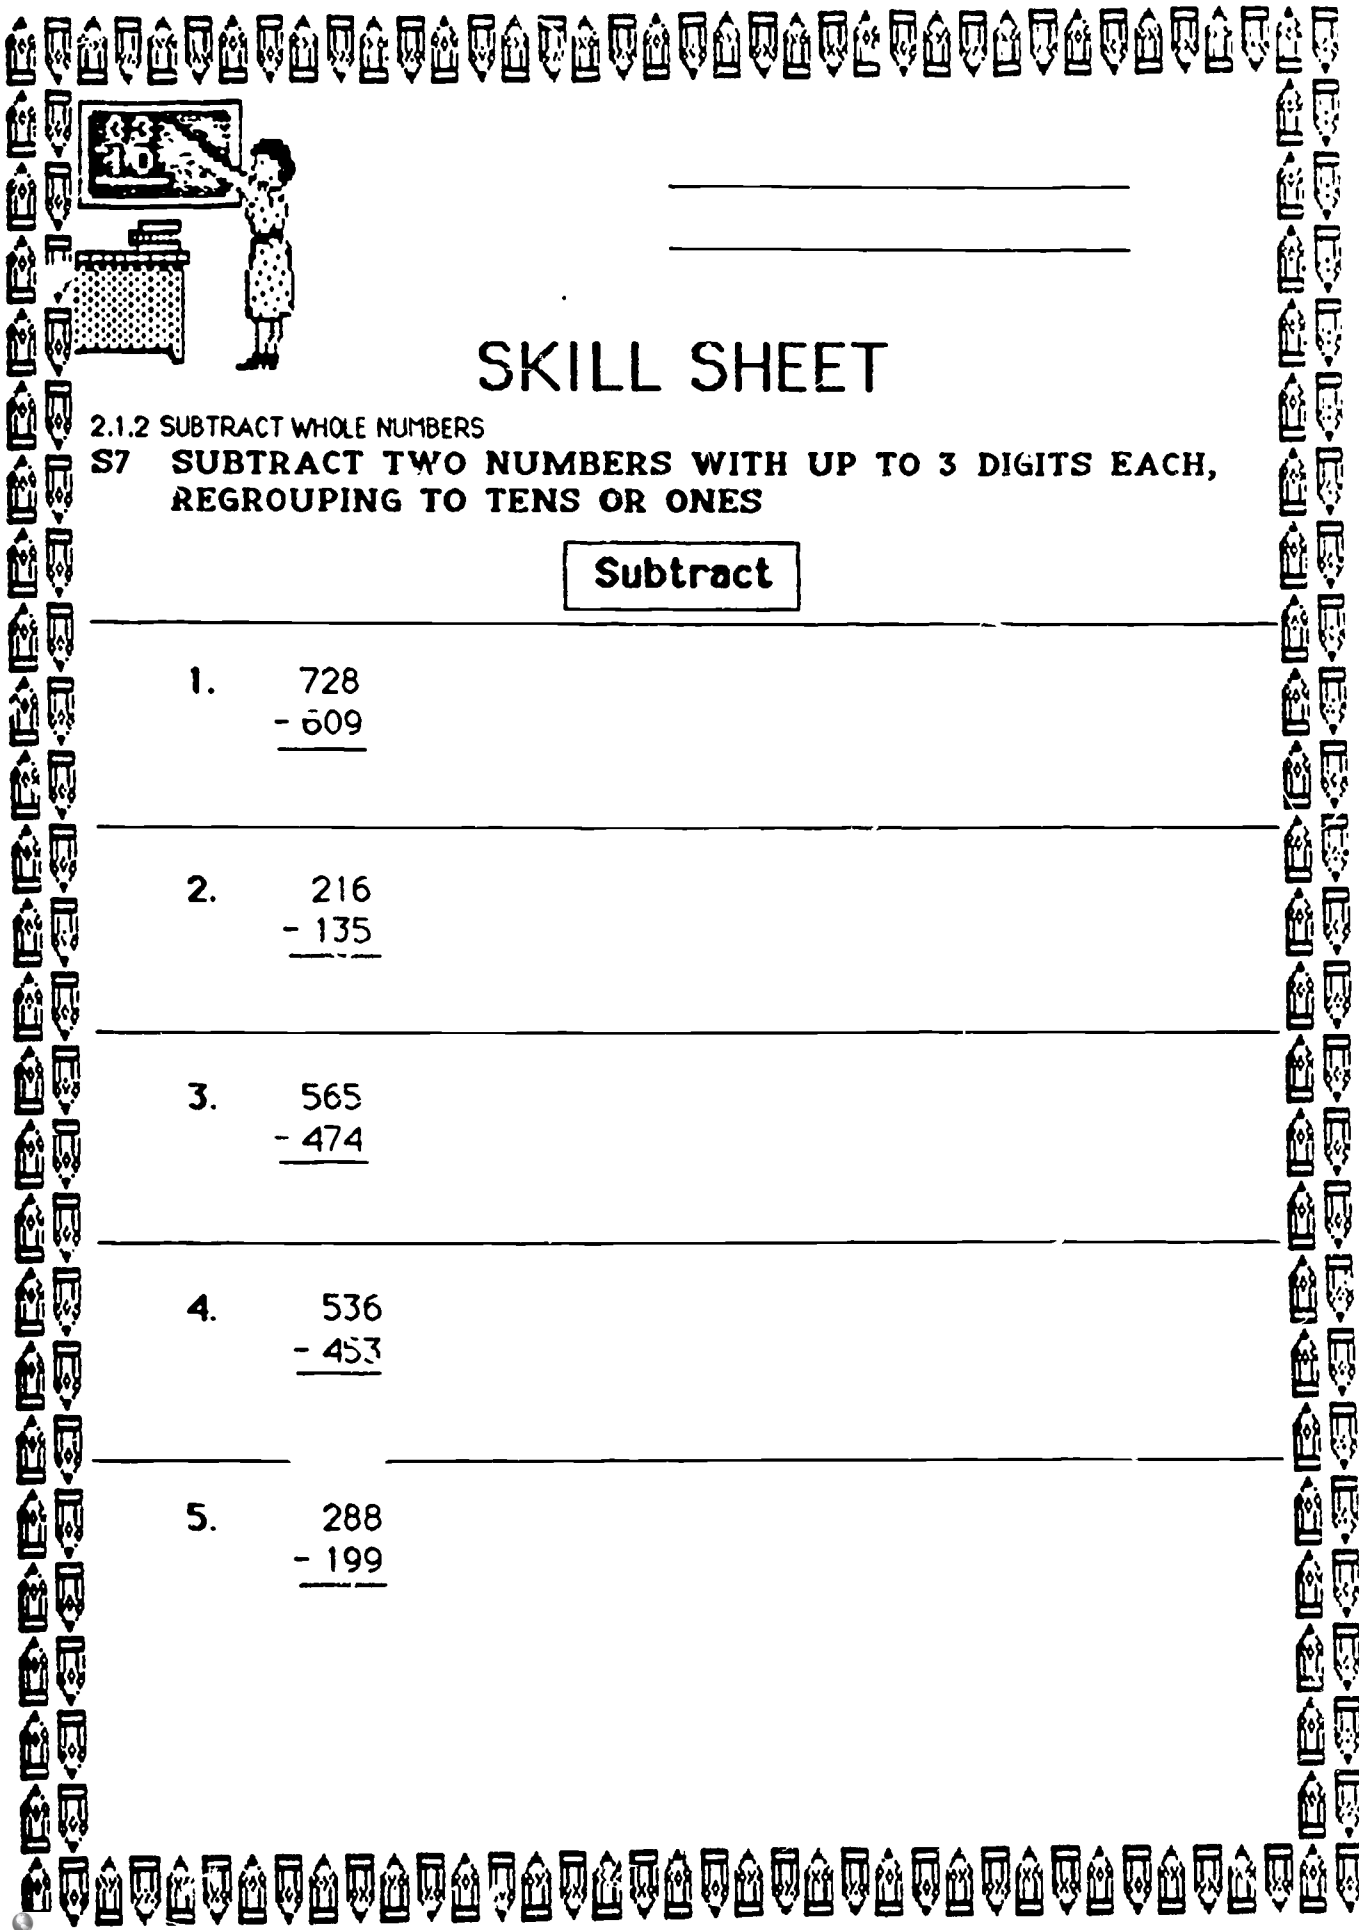 33
10
SKILL SHEET
2.1.2 SUBTRACT WHOLE NUMBERS
S7 SUBTRACT TWO NUMBERS WITH UP TO 3 DIGITS EACH,
REGROUPING TO TENS OR ONES
Subtract
1. 728
- 609
2. 216
- 135
3. 565
- 474
4. 536
- 453
5. 288
- 199